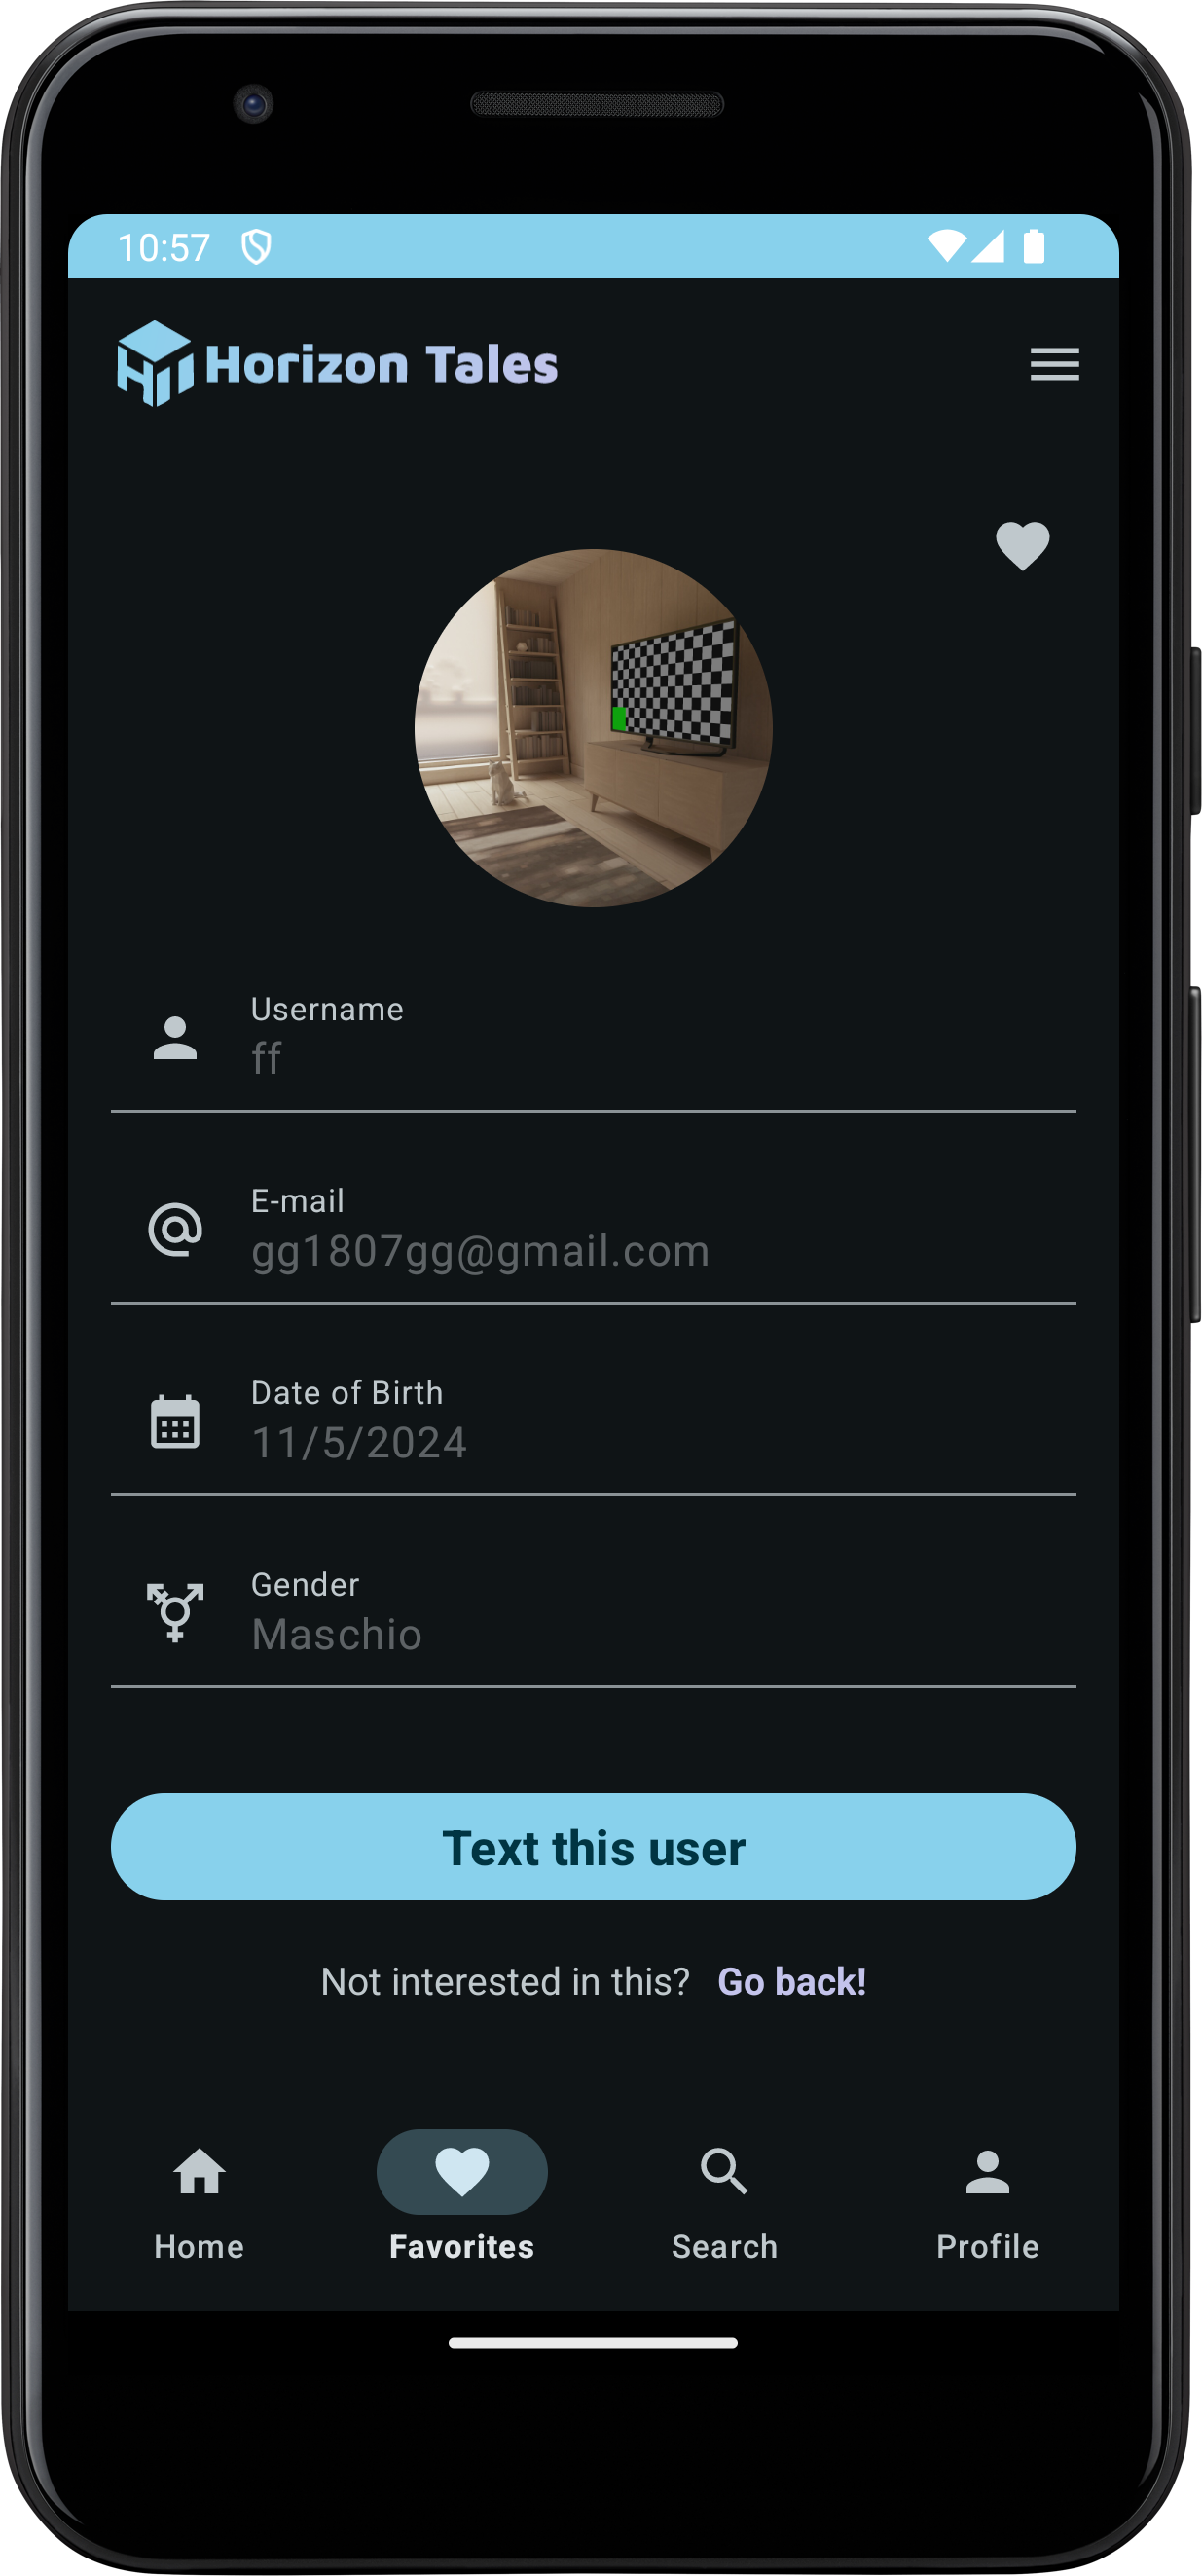 10:57
Horizon Tales
Username
ff
E-mail
gg1807gg@gmail.com
Date of Birth
11/5/2024
Gender
Maschio
Text this user
Not interested in this? Go back!
Home Favorites Search Profile